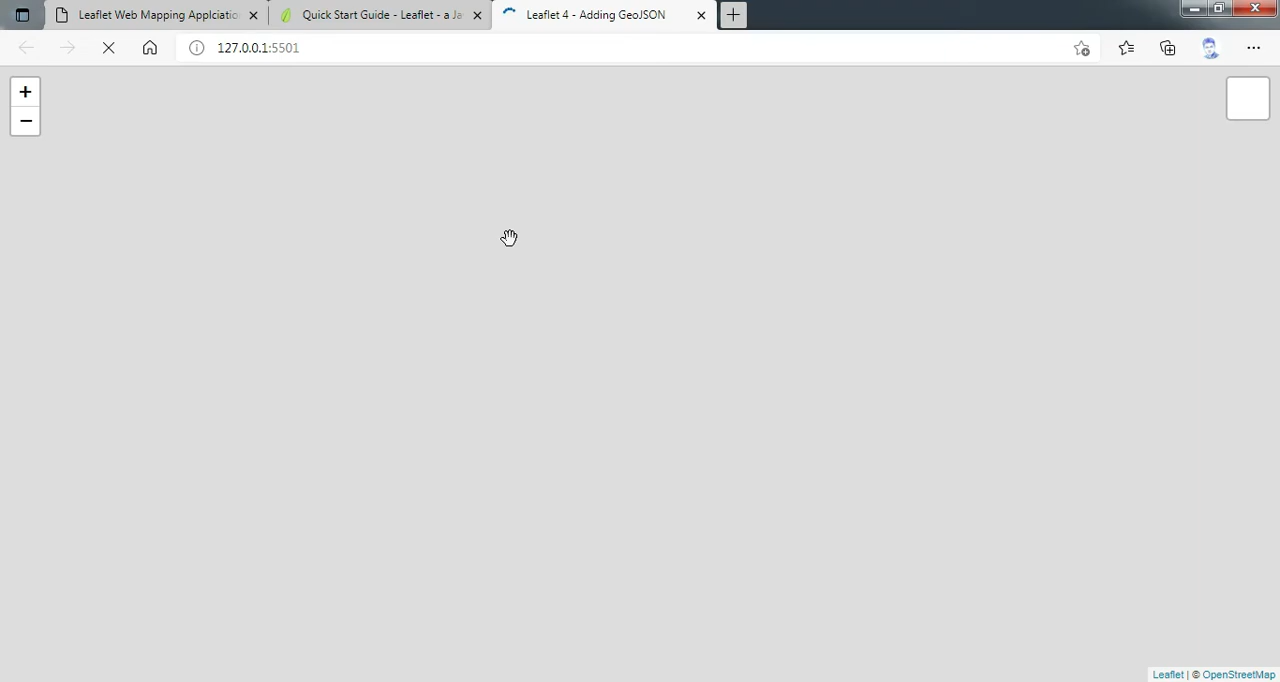 Leaflet Web Mapping Applciatio
Quick Start Guide - Leaflet - a Ja
Leaflet 4 - Adding GeoJSON
127.0.0.1:5501
+
−
Leaflet | © OpenStreetMap